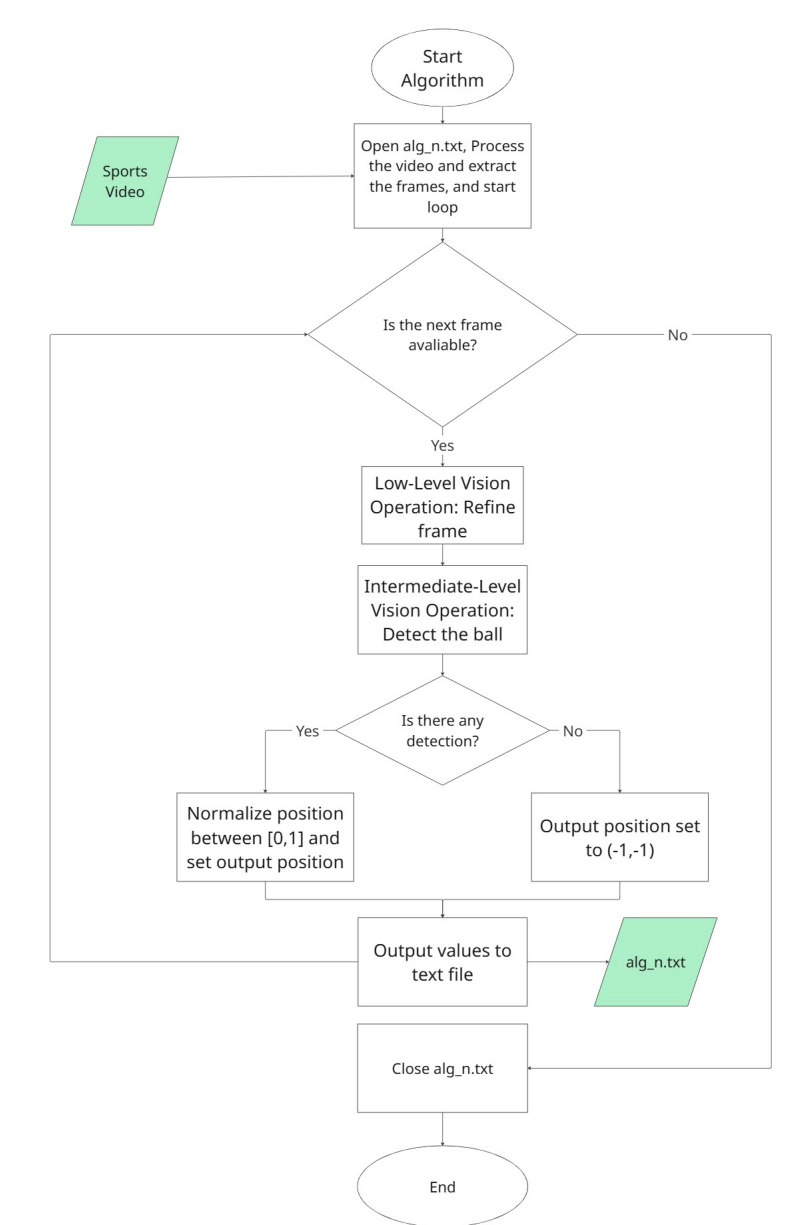 Start
Algorithm
Open alg_n.txt, Process
the video and extract
the frames, and start
loop
Sports
Video
Is the next frame
avaliable?
No
Yes
Low-Level Vision
Operation: Refine
frame
Intermediate-Level
Vision Operation:
Detect the ball
Is there any
detection?
Yes
No
Normalize position
between [0,1] and
set output position
Output position set
to (-1,-1)
Output values to
text file
alg_n.txt
Close alg_n.txt
End